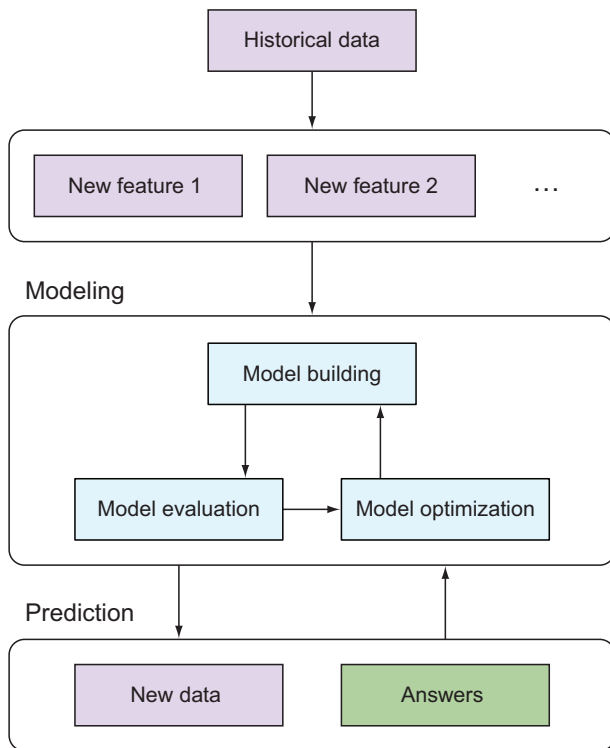 Historical data
New feature 1
New feature 2
...
Modeling
Model building
Model evaluation
Model optimization
Prediction
New data
Answers